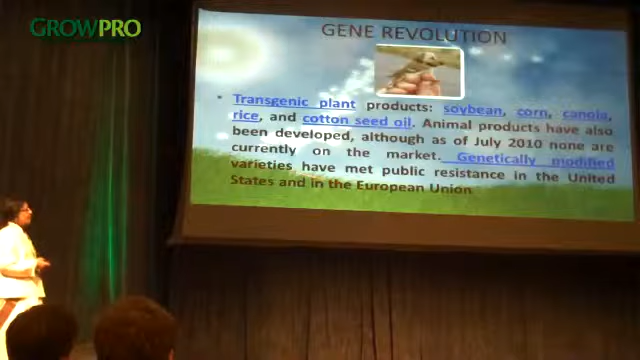 GROWPRO
GENE REVOLUTION
• Transgenic plant products: soybean, corn, canola,
rice, and cotton seed oil. Animal products have also
been developed, although as of July 2010 none are
currently on the market. Genetically modified
varieties have met public resistance in the United
States and in the European Union